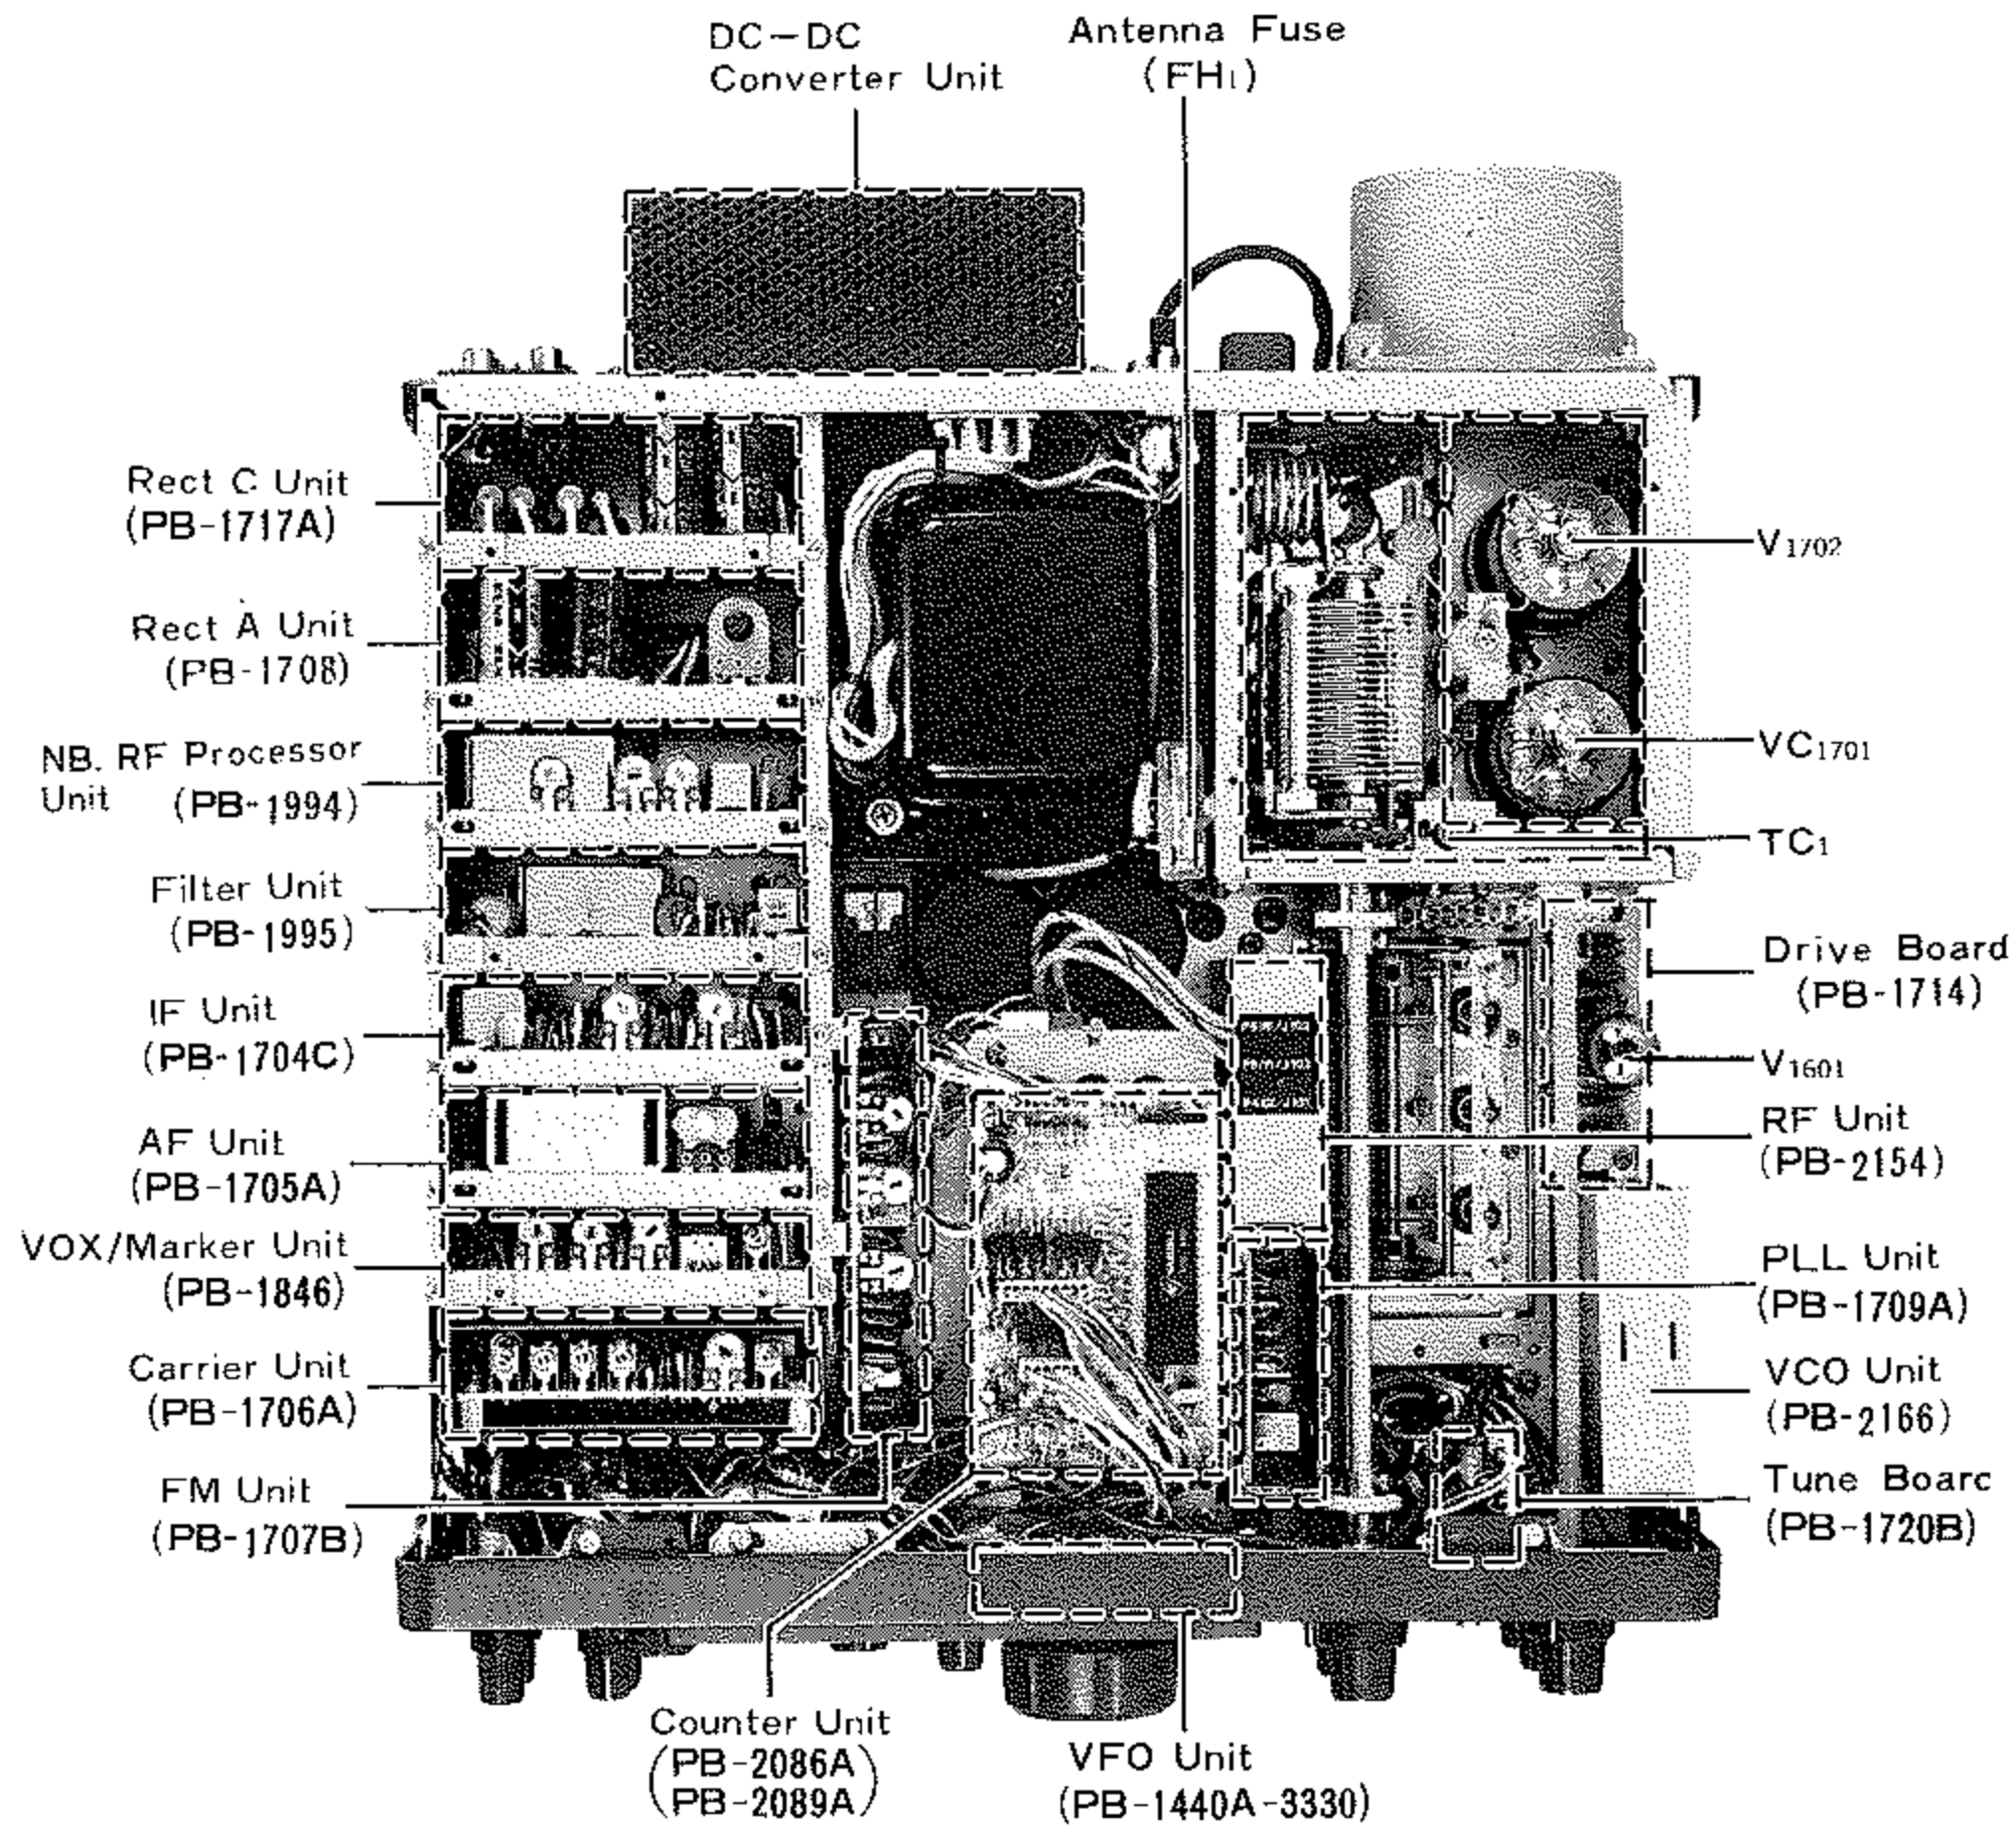 DC-DC
Converter Unit
Antenna Fuse
(FH1)
Rect C Unit
(PB-1717A)
Rect A Unit
(PB-1708)
NB. RF Processor
Unit (PB-1994)
Filter Unit
(PB-1995)
IF Unit
(PB-1704C)
AF Unit
(PB-1705A)
VOX/Marker Unit
(PB-1846)
Carrier Unit
(PB-1706A)
FM Unit
(PB-1707B)
V1702
VC1701
TC1
Drive Board
(PB-1714)
V1601
RF Unit
(PB-2154)
PLL Unit
(PB-1709A)
VCO Unit
(PB-2166)
Tune Boarc
(PB-1720B)
Counter Unit
(PB-2086A
PB-2089A)
VFO Unit
(PB-1440A-3330)